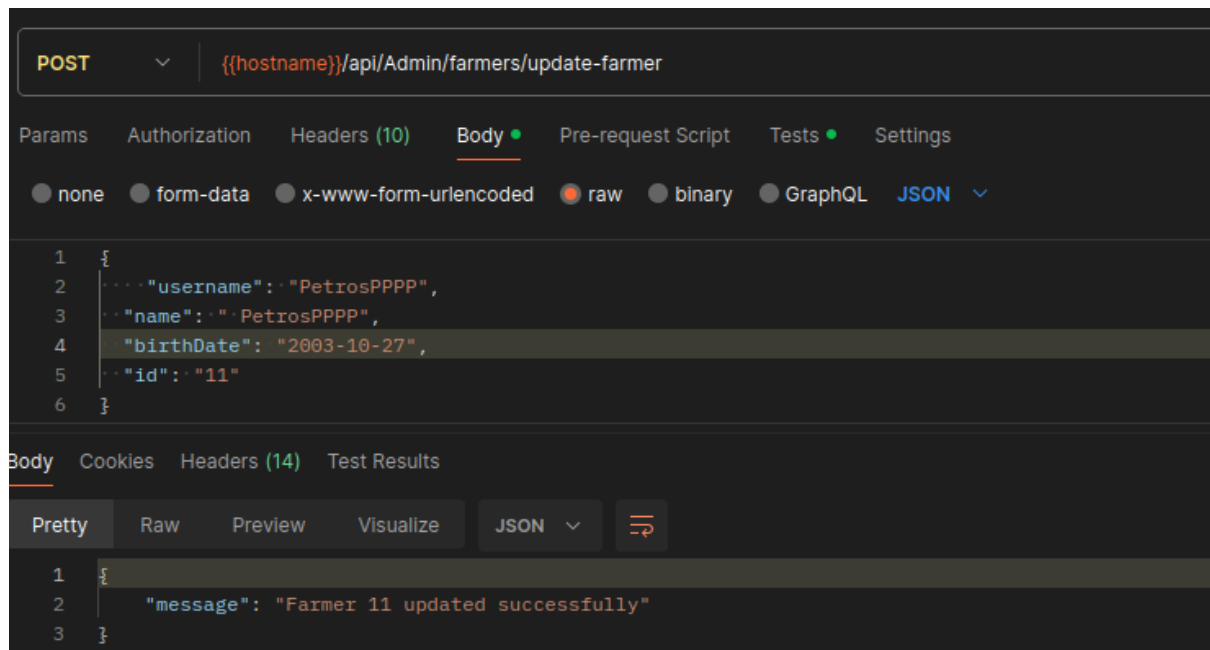 POST {{hostname}}/api/Admin/farmers/update-farmer
Params Authorization Headers (10) Body Pre-request Script Tests Settings
none form-data x-www-form-urlencoded raw binary GraphQL JSON
1 {
2 ····"username":·"PetrosPPPP",
3 ··"name":·"·PetrosPPPP",
4 ··"birthDate":·"2003-10-27",
5 ··"id":·"11"
6 }
Body Cookies Headers (14) Test Results
Pretty Raw Preview Visualize JSON
1 {
2 "message": "Farmer 11 updated successfully"
3 }